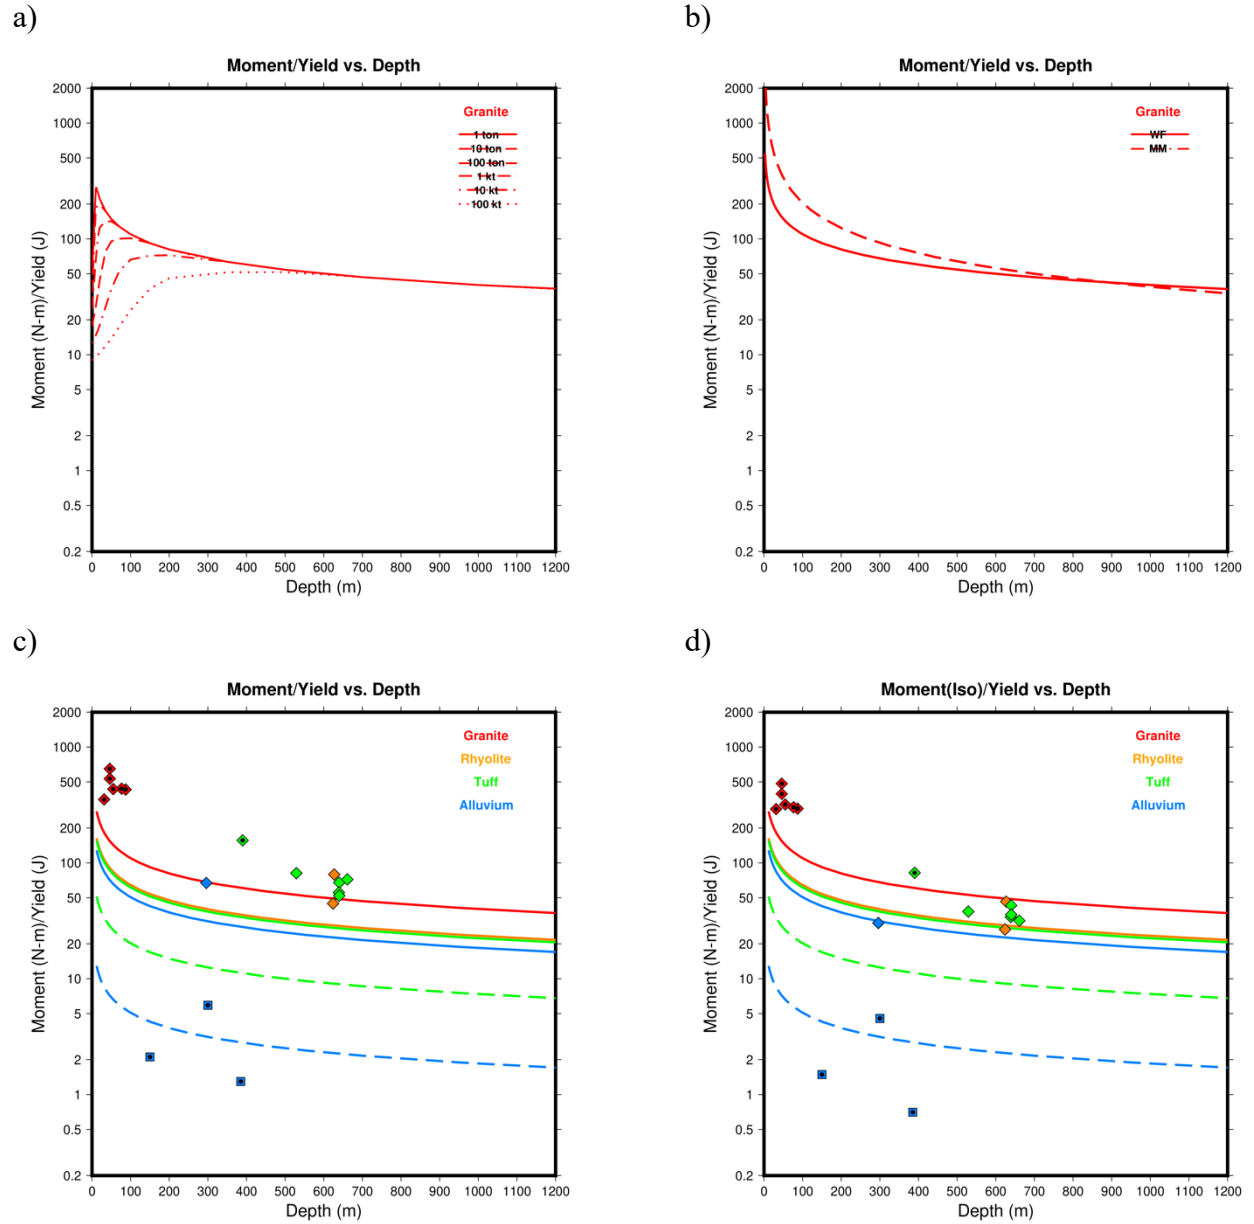 a)
Moment/Yield vs. Depth
Moment (N-m)/Yield (J)
2000
1000
500
200
100
50
20
10
5
2
1
0.5
0.2
Granite
1 ton
10 ton
100 ton
1 kt
10 kt
100 kt
0 100 200 300 400 500 600 700 800 900 1000 1100 1200
Depth (m)
b)
Moment/Yield vs. Depth
Moment (N-m)/Yield (J)
2000
1000
500
200
100
50
20
10
5
2
1
0.5
0.2
Granite
WF
MM
0 100 200 300 400 500 600 700 800 900 1000 1100 1200
Depth (m)
c)
Moment/Yield vs. Depth
Moment (N-m)/Yield (J)
2000
1000
500
200
100
50
20
10
5
2
1
0.5
0.2
Granite
Rhyolite
Tuff
Alluvium
0 100 200 300 400 500 600 700 800 900 1000 1100 1200
Depth (m)
d)
Moment(Iso)/Yield vs. Depth
Moment (N-m)/Yield (J)
2000
1000
500
200
100
50
20
10
5
2
1
0.5
0.2
Granite
Rhyolite
Tuff
Alluvium
0 100 200 300 400 500 600 700 800 900 1000 1100 1200
Depth (m)